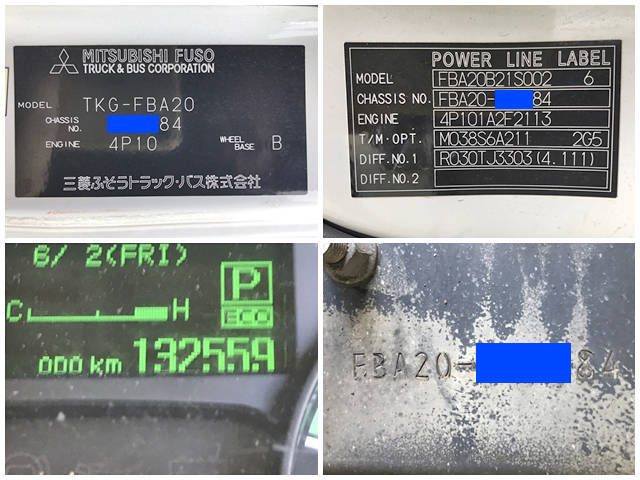 MITSUBISHI FUSO
TRUCK & BUS CORPORATION
MODEL TKG-FBA20
CHASSIS NO. 84
ENGINE 4P10 WHEEL BASE B
三菱ふそうトラック・バス株式会社
POWER LINE LABEL
MODEL FBA20B21S002 6
CHASSIS NO. FBA20- 84
ENGINE 4P101A2F2113
T/M・OPT. M038S6A211 2G5
DIFF.NO.1 R030TJ3303(4.111)
DIFF.NO.2
6/ 2(FRI)
P
C H ECO
000 km 132559
FBA20- 84